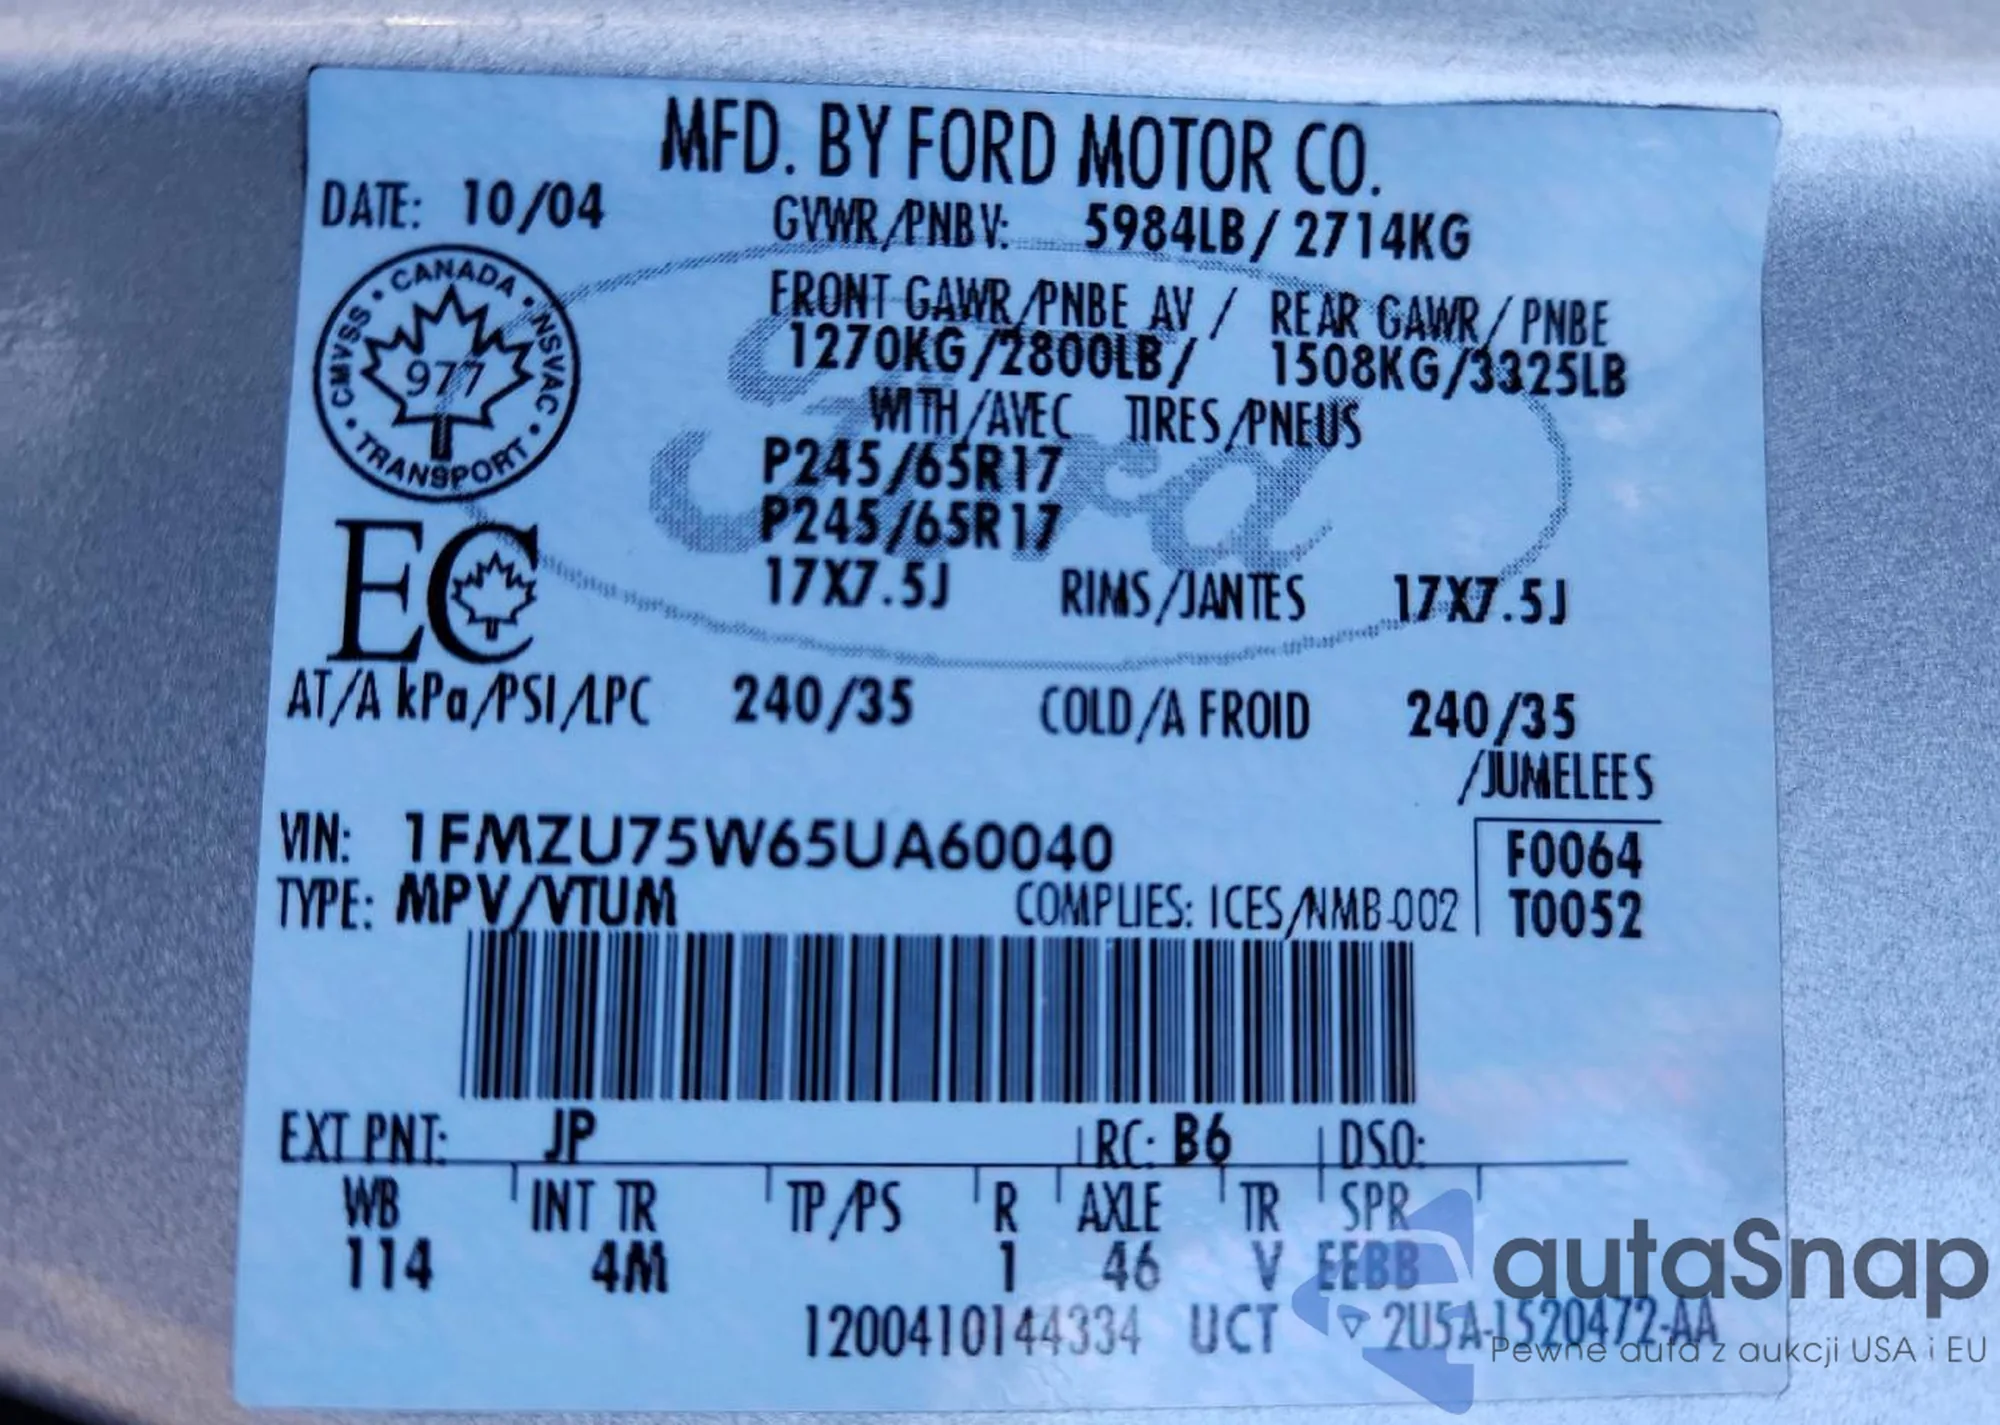 MFD. BY FORD MOTOR CO.
DATE: 10/04
GVWR/PNBV: 5984LB/2714KG
CANADA · NSVAC · TRANSPORT · CMVSS
977
FRONT GAWR/PNBE AV / REAR GAWR/PNBE
1270KG/2800LB/ 1508KG/3325LB
WITH/AVEC TIRES/PNEUS
P245/65R17
P245/65R17
17X7.5J RIMS/JANTES 17X7.5J
Ford
EC
AT/A kPa/PSI/LPC 240/35 COLD/A FROID 240/35
/JUMELEES
VIN: 1FMZU75W65UA60040
F0064
TYPE: MPV/VTUM COMPLIES: ICES/NMB-002
T0052
EXT PNT: JP RC: B6 DSO:
WB INT TR TP/PS R AXLE TR SPR
114 4M 1 46 V EEBB
1200410144334 UCT 2U5A-1520472-AA
autaSnap
Pewne auta z aukcji USA i EU